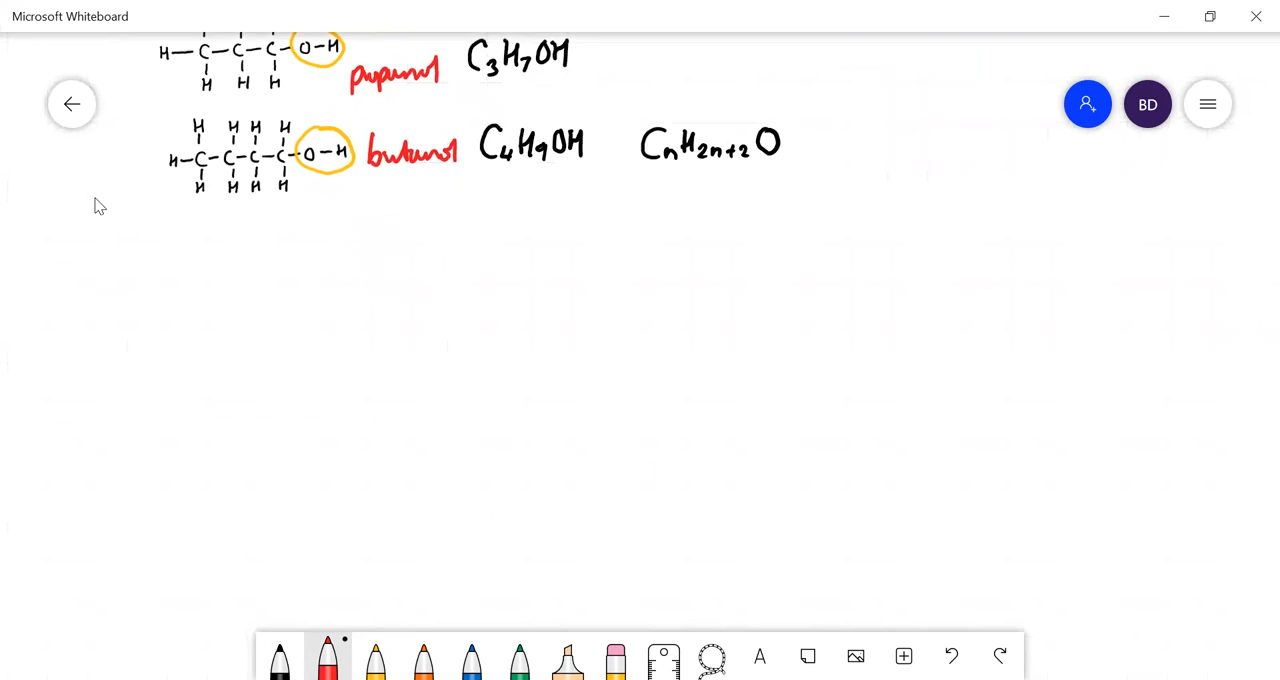 Microsoft Whiteboard
H—C—C—C—O—H
H H H
propanol C₃H₇OH
H H H H
H—C—C—C—C—O—H
H H H H
butanol C₄H₉OH CnH2n+2O
BD
A